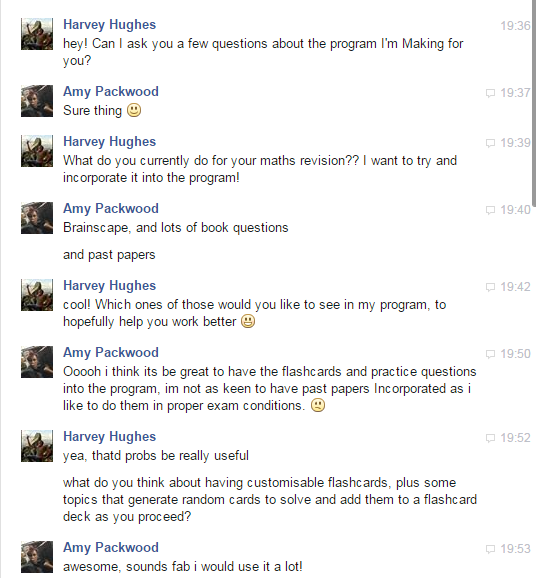 Harvey Hughes 19:36
hey! Can I ask you a few questions about the program I'm Making for
you?
Amy Packwood 19:37
Sure thing
Harvey Hughes 19:39
What do you currently do for your maths revision?? I want to try and
incorporate it into the program!
Amy Packwood 19:40
Brainscape, and lots of book questions
and past papers
Harvey Hughes 19:42
cool! Which ones of those would you like to see in my program, to
hopefully help you work better
Amy Packwood 19:50
Ooooh i think its be great to have the flashcards and practice questions
into the program, im not as keen to have past papers Incorporated as i
like to do them in proper exam conditions.
Harvey Hughes 19:52
yea, thatd probs be really useful
what do you think about having customisable flashcards, plus some
topics that generate random cards to solve and add them to a flashcard
deck as you proceed?
Amy Packwood 19:53
awesome, sounds fab i would use it a lot!